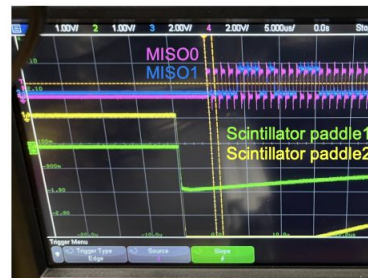 1.00V/ 2 1.00V/ 3 2.00V/ 4 2.00V/ 5.000us/ 0.0s Sto
MISO0
MISO1
Scintillator paddle1
Scintillator paddle2
Trigger Menu
Trigger Type
Edge
Source
Slope